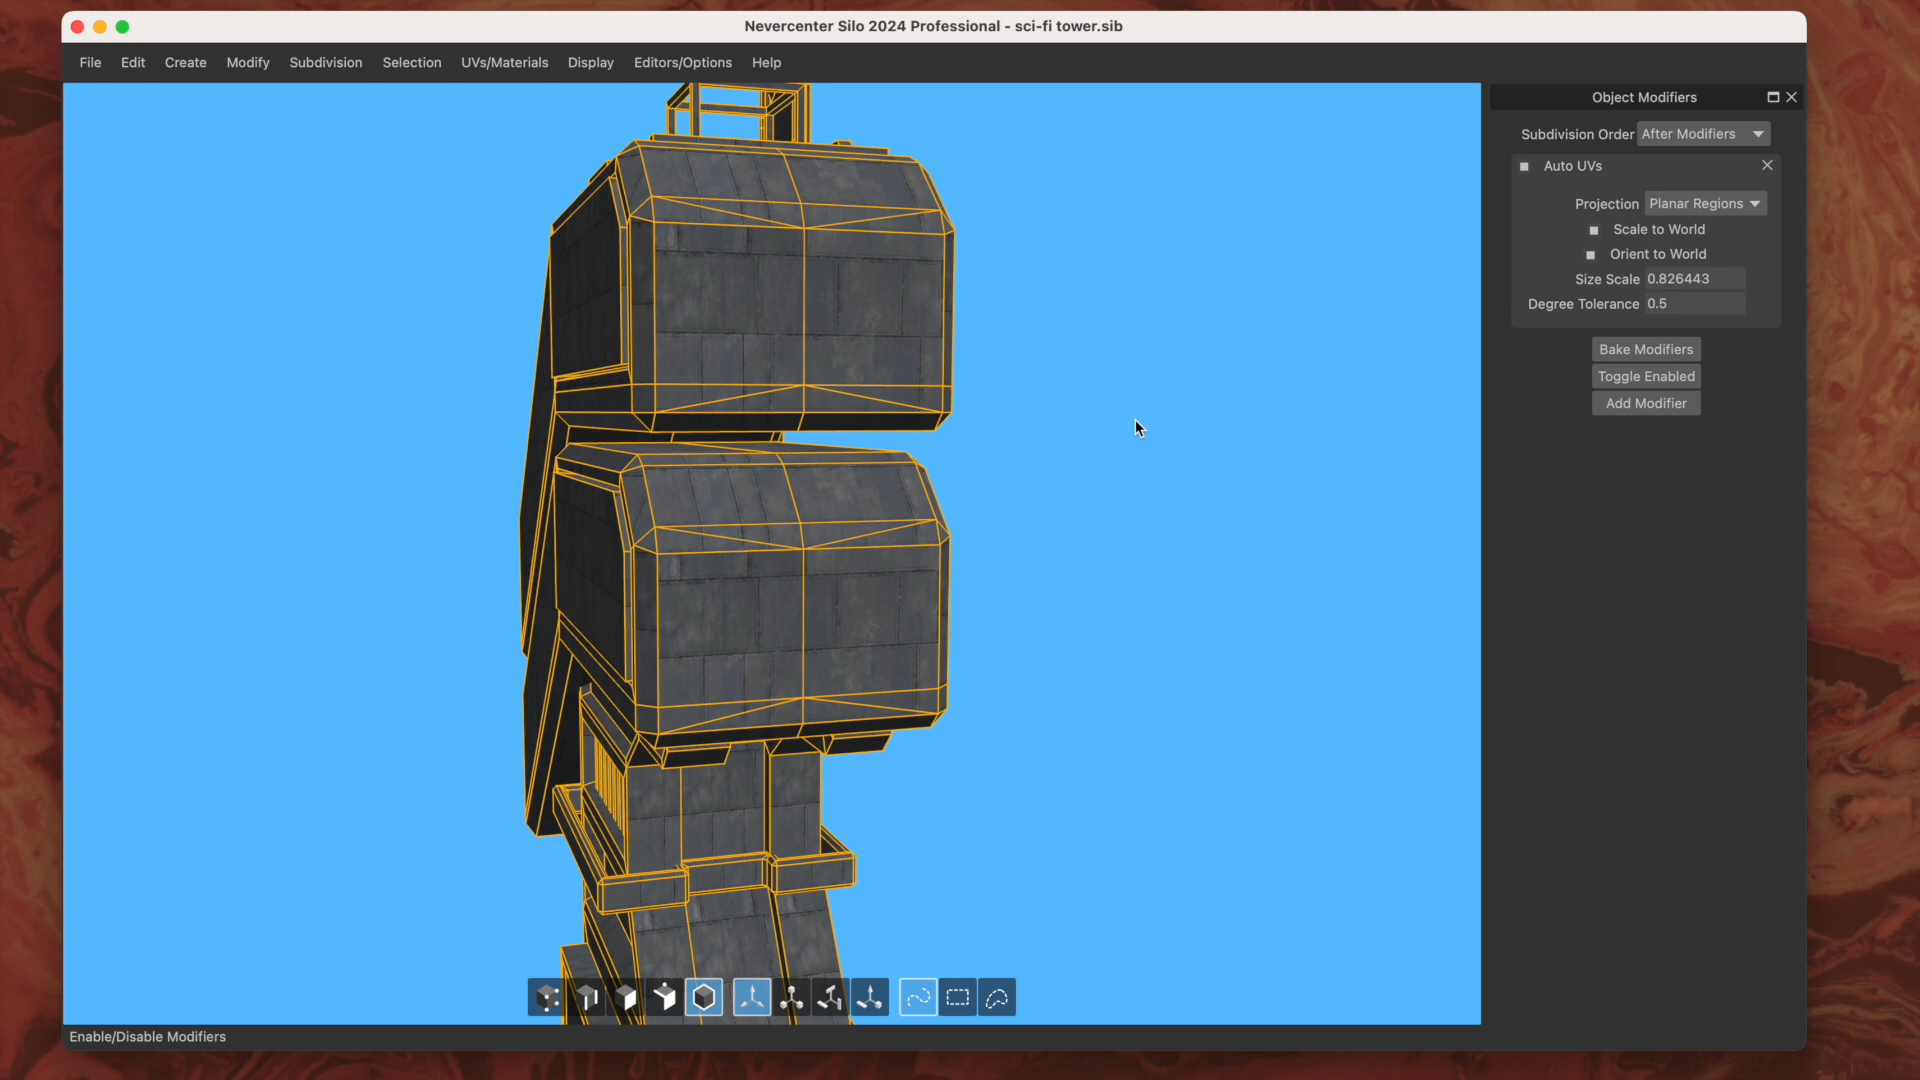 Nevercenter Silo 2024 Professional - sci-fi tower.sib
File Edit Create Modify Subdivision Selection UVs/Materials Display Editors/Options Help
Object Modifiers
Subdivision Order After Modifiers
Auto UVs
Projection Planar Regions
Scale to World
Orient to World
Size Scale 0.826443
Degree Tolerance 0.5
Bake Modifiers
Toggle Enabled
Add Modifier
Enable/Disable Modifiers